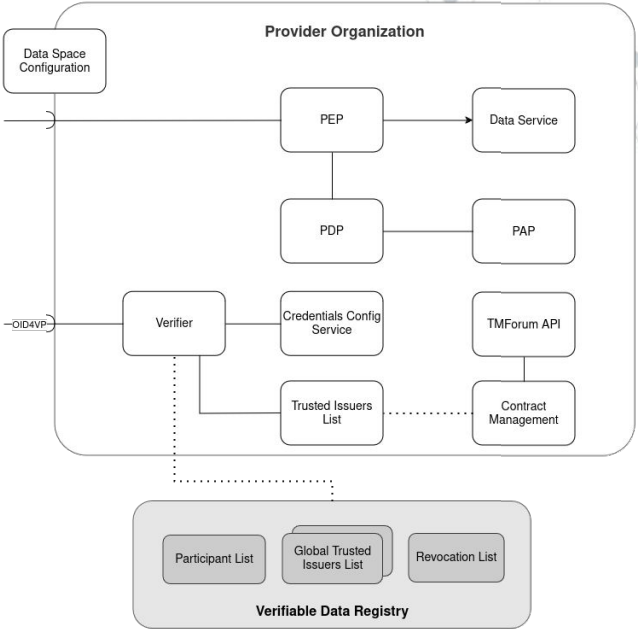 Provider Organization
Data Space
Configuration
PEP
Data Service
PDP
PAP
OID4VP
Verifier
Credentials Config
Service
TMForum API
Trusted Issuers
List
Contract
Management
Participant List
Global Trusted
Issuers List
Revocation List
Verifiable Data Registry